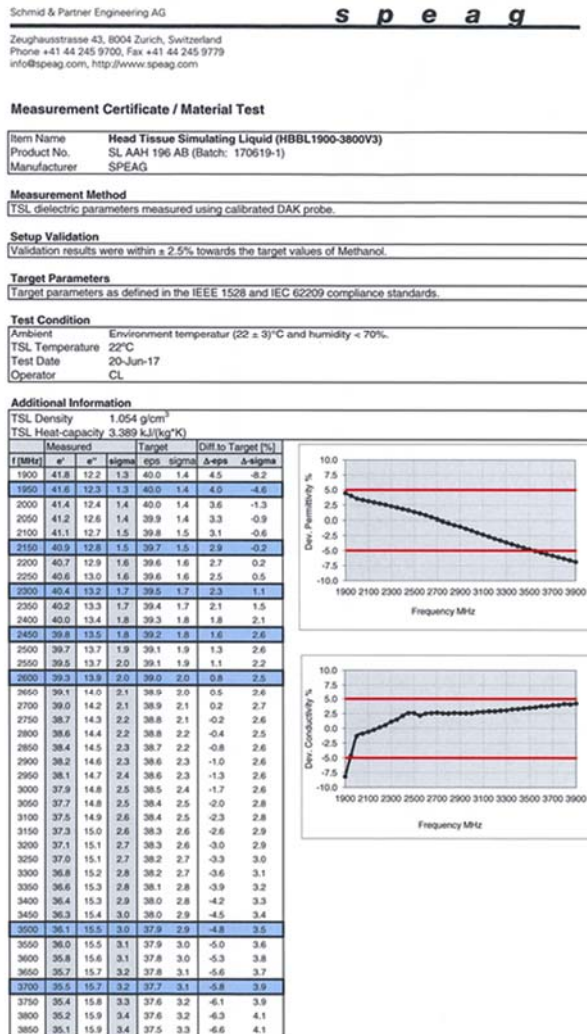 Schmid & Partner Engineering AG
s p e a g
Zeughausstrasse 43, 8004 Zurich, Switzerland
Phone +41 44 245 9700, Fax +41 44 245 9779
info@speag.com, http://www.speag.com
Measurement Certificate / Material Test
Item Name Head Tissue Simulating Liquid (HBBL1900-3800V3)
Product No. SL AAH 196 AB (Batch: 170619-1)
Manufacturer SPEAG
Measurement Method
TSL dielectric parameters measured using calibrated DAK probe.
Setup Validation
Validation results were within ± 2.5% towards the target values of Methanol.
Target Parameters
Target parameters as defined in the IEEE 1528 and IEC 62209 compliance standards.
Test Condition
Ambient Environment temperatur (22 ± 3)°C and humidity < 70%.
TSL Temperature 22°C
Test Date 20-Jun-17
Operator CL
Additional Information
TSL Density 1.054 g/cm³
TSL Heat-capacity 3.389 kJ/(kg*K)
Measured Target Diff.to Target [%]
f [MHz] e' e'' sigma eps sigma Δ-eps Δ-sigma
1900 41.8 12.2 1.3 40.0 1.4 4.5 -8.2
1950 41.6 12.3 1.3 40.0 1.4 4.0 -4.6
2000 41.4 12.4 1.4 40.0 1.4 3.6 -1.3
2050 41.2 12.6 1.4 39.9 1.4 3.3 -0.9
2100 41.1 12.7 1.5 39.8 1.5 3.1 -0.6
2150 40.9 12.8 1.5 39.7 1.5 2.9 -0.2
2200 40.7 12.9 1.6 39.6 1.6 2.7 0.2
2250 40.6 13.0 1.6 39.6 1.6 2.5 0.5
2300 40.4 13.2 1.7 39.5 1.7 2.3 1.1
2350 40.2 13.3 1.7 39.4 1.7 2.1 1.5
2400 40.0 13.4 1.8 39.3 1.8 1.8 2.1
2450 39.8 13.5 1.8 39.2 1.8 1.6 2.6
2500 39.7 13.7 1.9 39.1 1.9 1.3 2.6
2550 39.5 13.7 2.0 39.1 1.9 1.1 2.2
2600 39.3 13.9 2.0 39.0 2.0 0.8 2.5
2650 39.1 14.0 2.1 38.9 2.0 0.5 2.6
2700 39.0 14.2 2.1 38.9 2.1 0.2 2.7
2750 38.7 14.3 2.2 38.8 2.1 -0.2 2.6
2800 38.6 14.4 2.2 38.8 2.2 -0.4 2.5
2850 38.4 14.5 2.3 38.7 2.2 -0.8 2.6
2900 38.2 14.6 2.3 38.6 2.3 -1.0 2.6
2950 38.1 14.7 2.4 38.6 2.3 -1.3 2.6
3000 37.9 14.8 2.5 38.5 2.4 -1.7 2.6
3050 37.7 14.8 2.5 38.4 2.5 -2.0 2.8
3100 37.5 14.9 2.6 38.4 2.5 -2.3 2.8
3150 37.3 15.0 2.6 38.3 2.6 -2.6 2.9
3200 37.1 15.1 2.7 38.3 2.6 -3.0 2.9
3250 37.0 15.1 2.7 38.2 2.7 -3.3 3.0
3300 36.8 15.2 2.8 38.2 2.7 -3.6 3.1
3350 36.6 15.3 2.8 38.1 2.8 -3.9 3.2
3400 36.4 15.3 2.9 38.0 2.8 -4.2 3.3
3450 36.3 15.4 3.0 38.0 2.9 -4.5 3.4
3500 36.1 15.5 3.0 37.9 2.9 -4.8 3.5
3550 36.0 15.5 3.1 37.9 3.0 -5.0 3.6
3600 35.8 15.6 3.1 37.8 3.0 -5.3 3.8
3650 35.7 15.7 3.2 37.8 3.1 -5.6 3.7
3700 35.5 15.7 3.2 37.7 3.1 -5.8 3.9
3750 35.4 15.8 3.3 37.6 3.2 -6.1 3.9
3800 35.2 15.9 3.4 37.6 3.2 -6.3 4.1
3850 35.1 15.9 3.4 37.5 3.3 -6.6 4.1
Dev. Permittivity %
10.0
7.5
5.0
2.5
0.0
-2.5
-5.0
-7.5
-10.0
1900 2100 2300 2500 2700 2900 3100 3300 3500 3700 3900
Frequency MHz
Dev. Conductivity %
10.0
7.5
5.0
2.5
0.0
-2.5
-5.0
-7.5
-10.0
1900 2100 2300 2500 2700 2900 3100 3300 3500 3700 3900
Frequency MHz